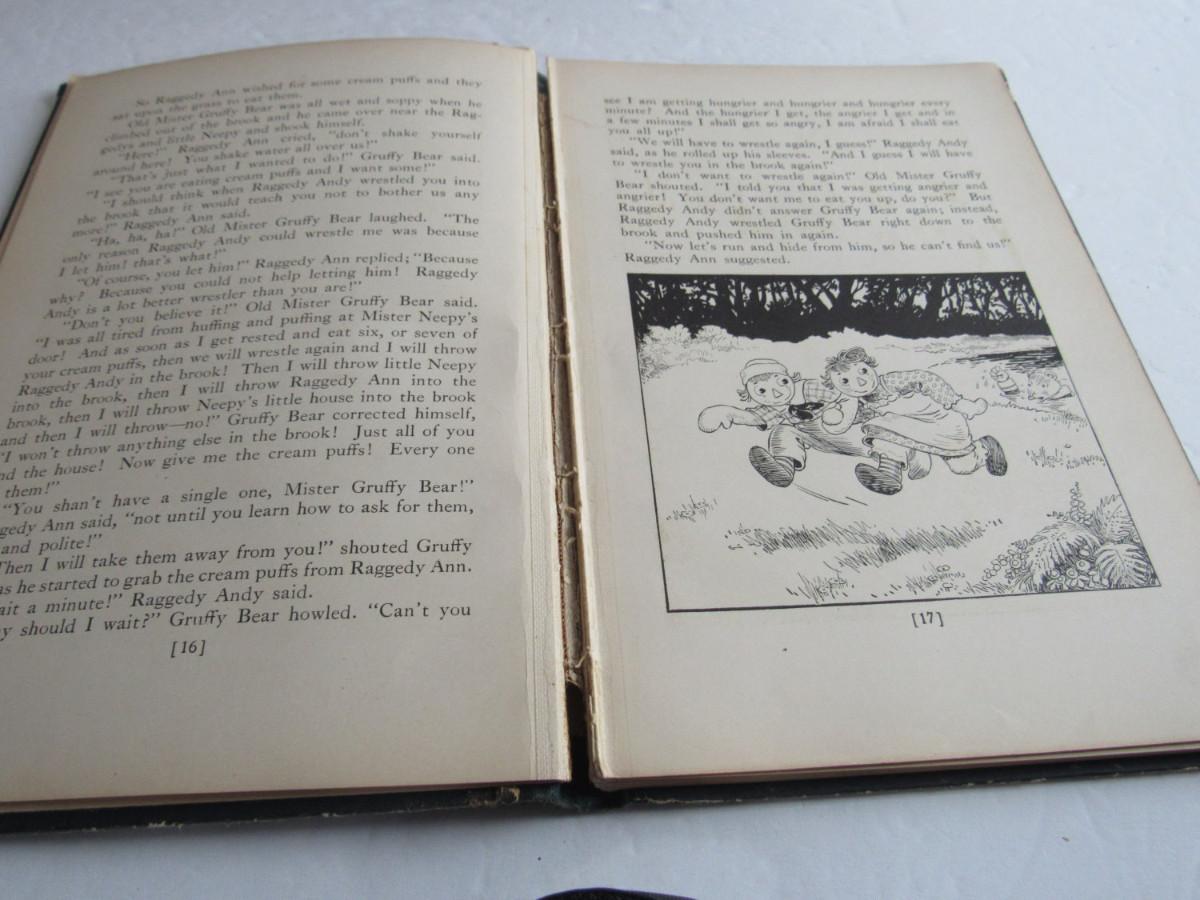 So Raggedy Ann wished for some cream puffs and they
sat upon the grass to eat them.
Old Mister Gruffy Bear was all wet and soppy when he
climbed out of the brook and he came over near the Rag-
gedys and little Neepy and shook himself.
"Here!" Raggedy Ann cried, "don't shake yourself
around here! You shake water all over us!"
"That's just what I wanted to do!" Gruffy Bear said.
"I see you are eating cream puffs and I want some!"
"I should think when Raggedy Andy wrestled you into
the brook that it would teach you not to bother us any
more!" Raggedy Ann said.
"Ha, ha, ha!" Old Mister Gruffy Bear laughed. "The
only reason Raggedy Andy could wrestle me was because
I let him! that's what!"
"Of course, you let him!" Raggedy Ann replied; "Because
why? Because you could not help letting him! Raggedy
Andy is a lot better wrestler than you are!"
"Don't you believe it!" Old Mister Gruffy Bear said.
"I was all tired from huffing and puffing at Mister Neepy's
door! And as soon as I get rested and eat six, or seven of
your cream puffs, then we will wrestle again and I will throw
Raggedy Andy in the brook! Then I will throw little Neepy
into the brook, then I will throw Raggedy Ann into the
brook, then I will throw Neepy's little house into the brook
and then I will throw—no!" Gruffy Bear corrected himself,
"I won't throw anything else in the brook! Just all of you
nd the house! Now give me the cream puffs! Every one
them!"
"You shan't have a single one, Mister Gruffy Bear!"
gedy Ann said, "not until you learn how to ask for them,
and polite!"
Then I will take them away from you!" shouted Gruffy
as he started to grab the cream puffs from Raggedy Ann.
ait a minute!" Raggedy Andy said.
y should I wait?" Gruffy Bear howled. "Can't you
[16]
see I am getting hungrier and hungrier and hungrier every
minute? And the hungrier I get, the angrier I get and in
a few minutes I shall get so angry, I am afraid I shall eat
you all up!"
"We will have to wrestle again, I guess!" Raggedy Andy
said, as he rolled up his sleeves. "And I guess I will have
to wrestle you in the brook again!"
"I don't want to wrestle again!" Old Mister Gruffy
Bear shouted. "I told you that I was getting angrier and
angrier! You don't want me to eat you up, do you?" But
Raggedy Andy didn't answer Gruffy Bear again; instead,
Raggedy Andy wrestled Gruffy Bear right down to the
brook and pushed him in again.
"Now let's run and hide from him, so he can't find us!"
Raggedy Ann suggested.
[17]